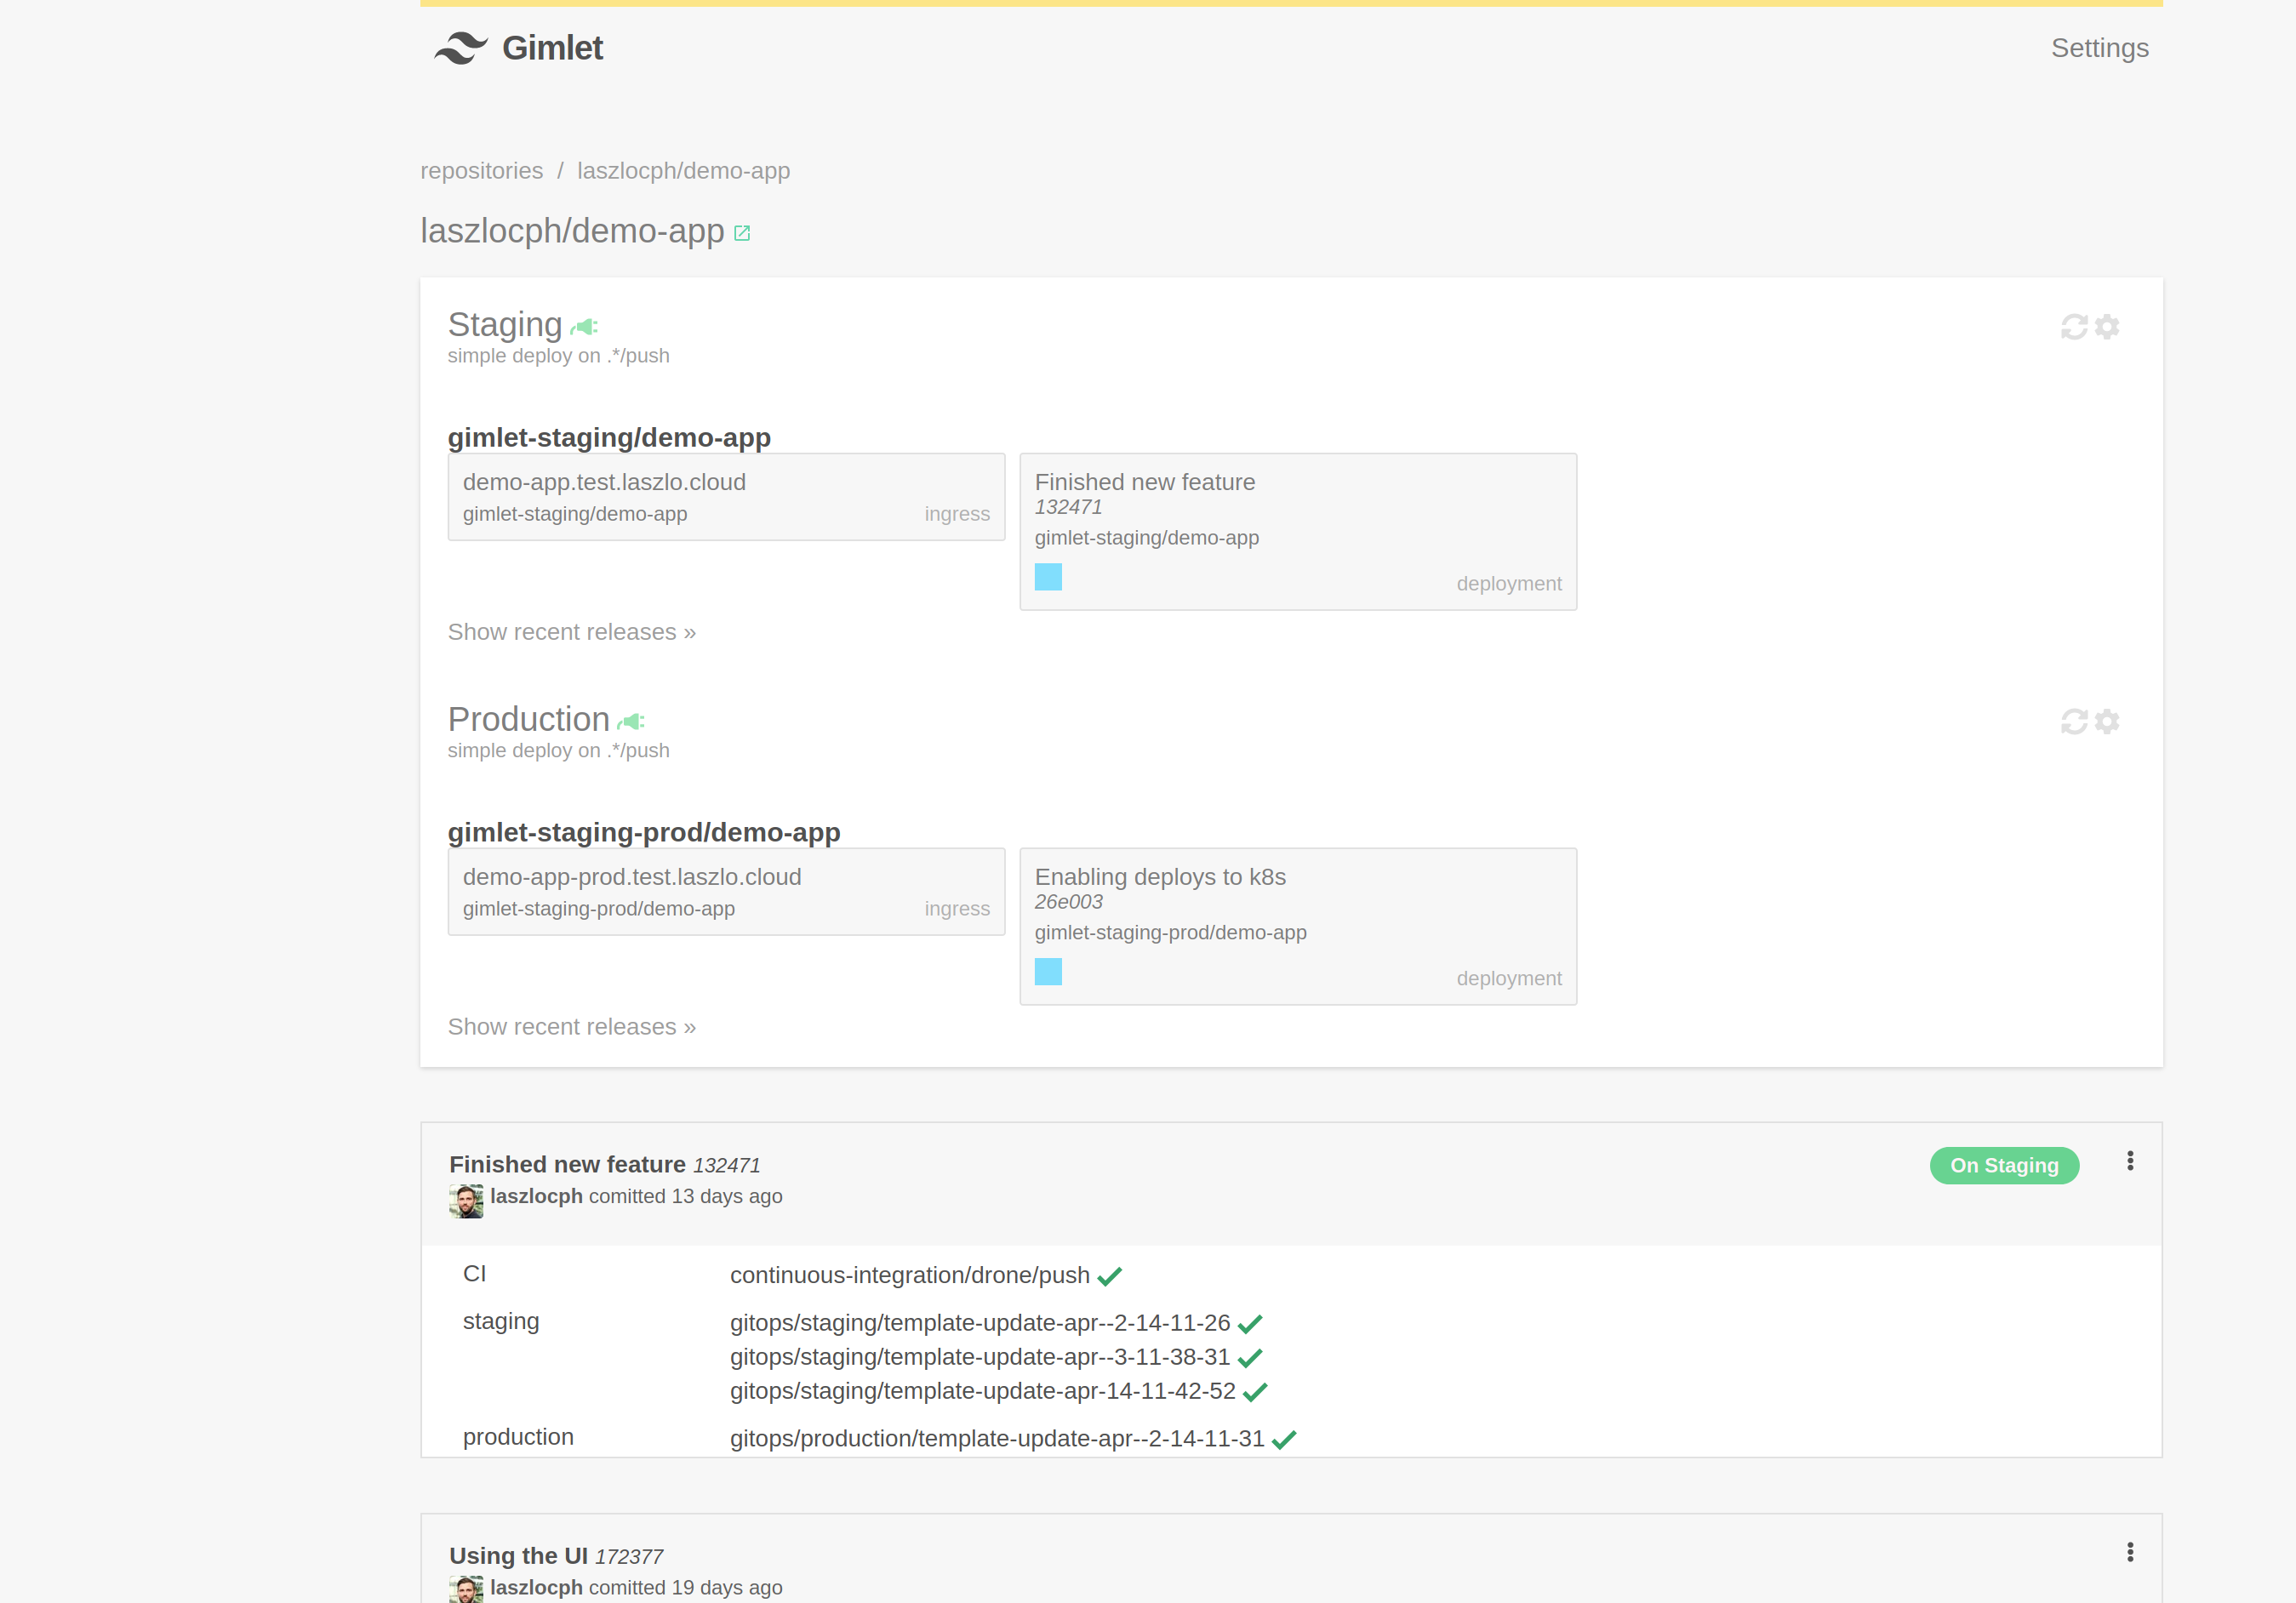 Gimlet
Settings
repositories / laszlocph/demo-app
laszlocph/demo-app
Staging
simple deploy on .*/push
gimlet-staging/demo-app
demo-app.test.laszlo.cloud
gimlet-staging/demo-app ingress
Finished new feature
132471
gimlet-staging/demo-app
deployment
Show recent releases »
Production
simple deploy on .*/push
gimlet-staging-prod/demo-app
demo-app-prod.test.laszlo.cloud
gimlet-staging-prod/demo-app ingress
Enabling deploys to k8s
26e003
gimlet-staging-prod/demo-app
deployment
Show recent releases »
Finished new feature 132471
On Staging
laszlocph comitted 13 days ago
CI continuous-integration/drone/push
staging gitops/staging/template-update-apr--2-14-11-26
gitops/staging/template-update-apr--3-11-38-31
gitops/staging/template-update-apr-14-11-42-52
production gitops/production/template-update-apr--2-14-11-31
Using the UI 172377
laszlocph comitted 19 days ago